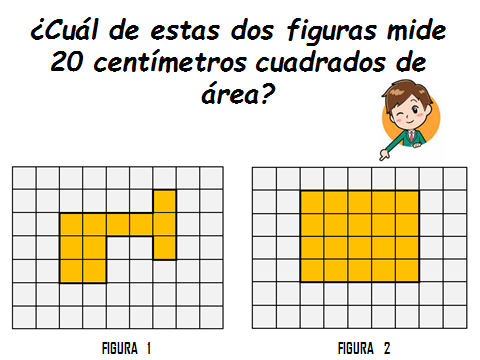 ¿Cuál de estas dos figuras mide
20 centímetros cuadrados de
área?
FIGURA 1
FIGURA 2